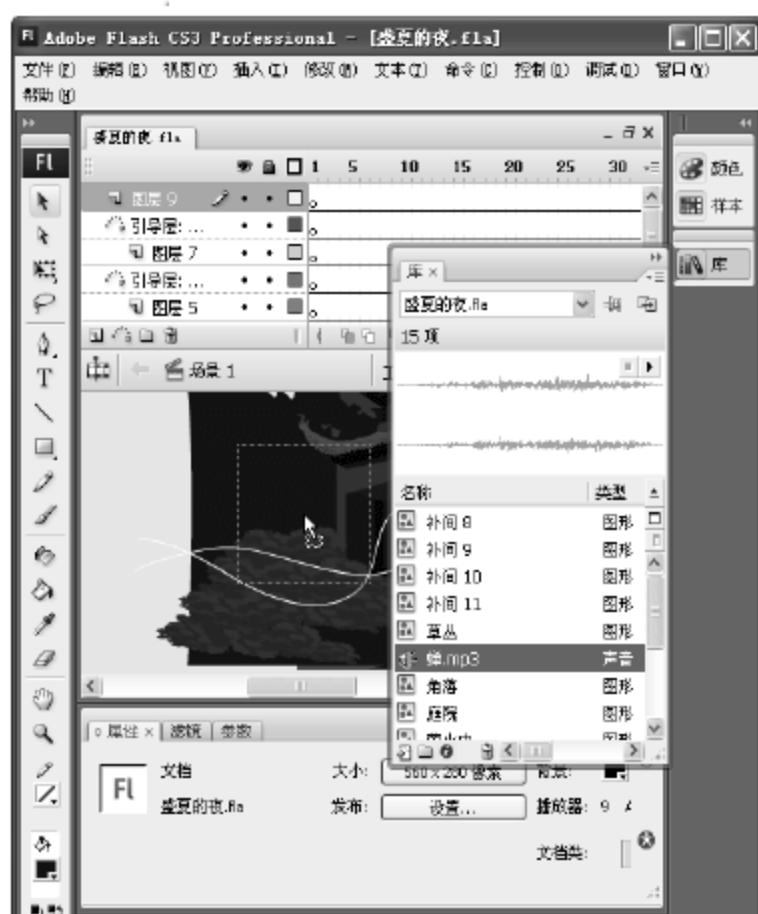 Adobe Flash CS3 Professional - [盛夏的夜.fla]
文件(F) 编辑(E) 视图(V) 插入(I) 修改(M) 文本(T) 命令(C) 控制(O) 调试(D) 窗口(W)
帮助(H)
盛夏的夜.fla
Fl
1 5 10 15 20 25 30
图层 9
引导层: ...
图层 7
引导层: ...
图层 5
场景 1
颜色
样本
库
库 ×
盛夏的夜.fla
15 项
名称 类型
补间 8 图形
补间 9 图形
补间 10 图形
补间 11 图形
草丛 图形
蝉.mp3 声音
角落 图形
庭院 图形
属性 × 滤镜 参数
Fl
文档 大小: 560 x 260 像素 背景:
盛夏的夜.fla 发布: 设置... 播放器: 9
文档类:
T